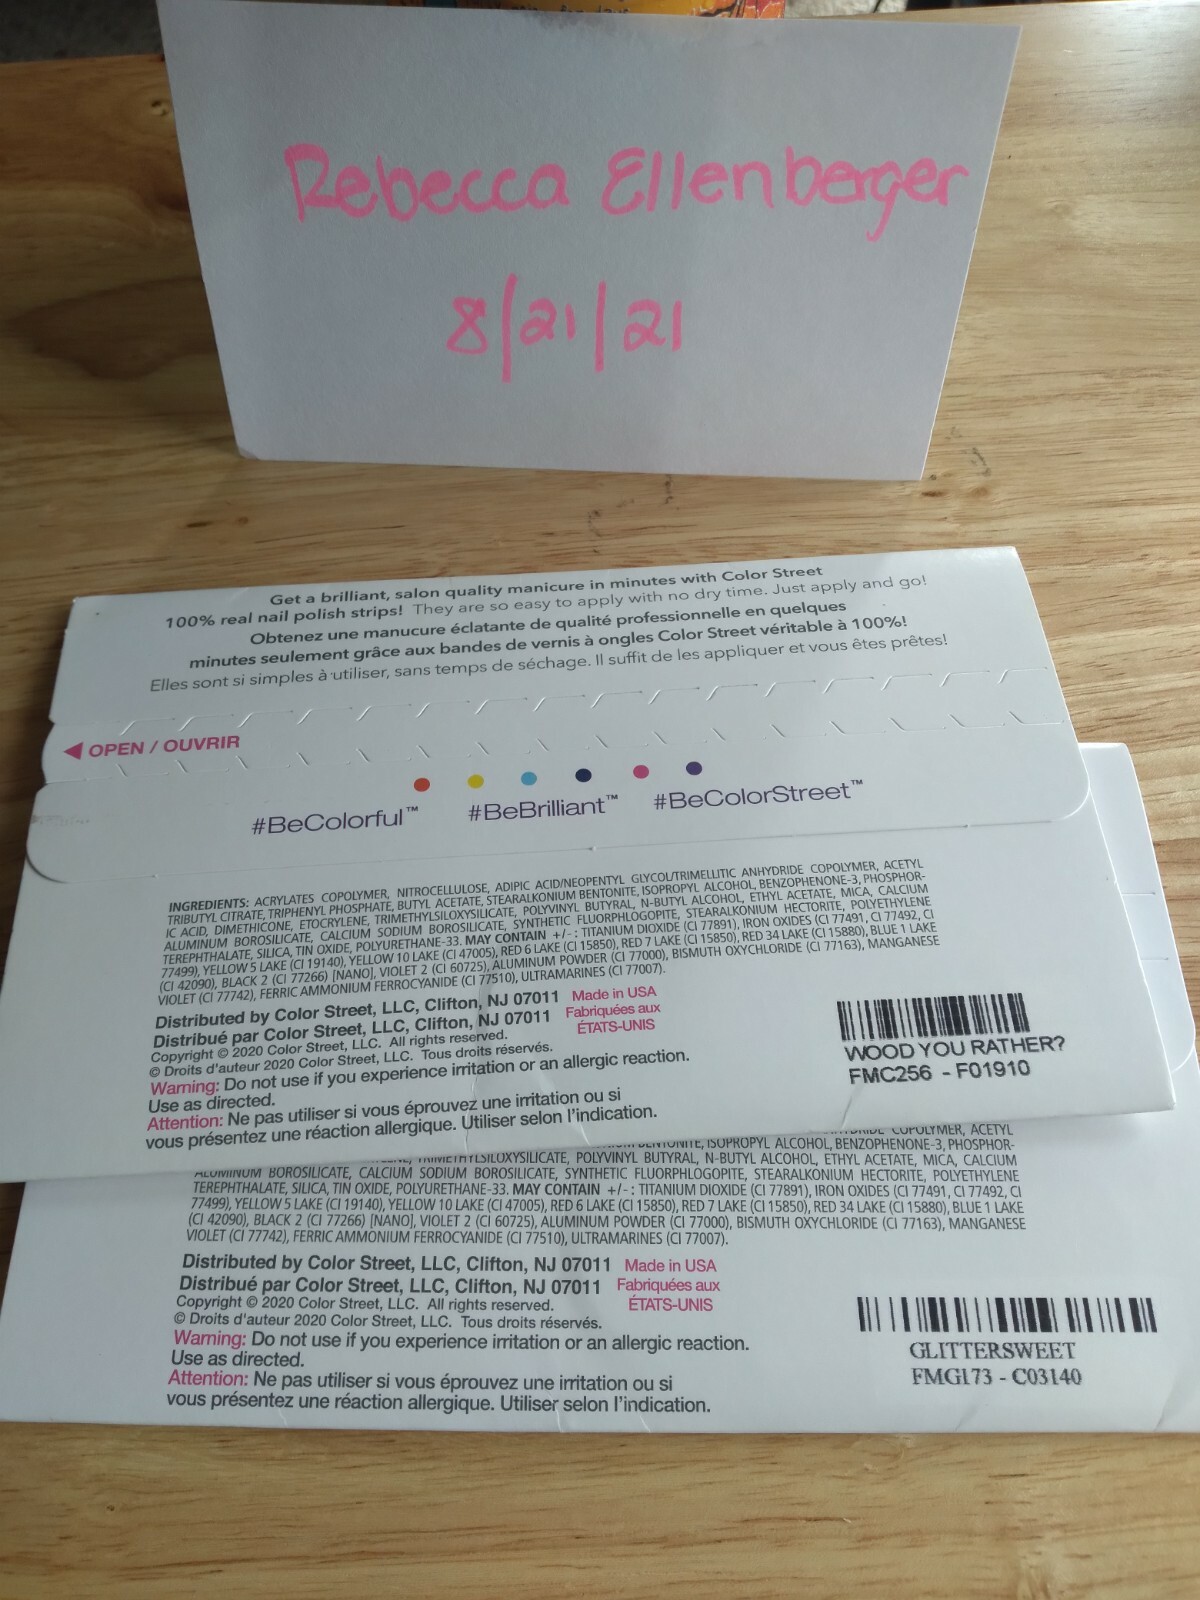 Rebecca Ellenberger
8/21/21
Get a brilliant, salon quality manicure in minutes with Color Street
100% real nail polish strips! They are so easy to apply with no dry time. Just apply and go!
Obtenez une manucure éclatante de qualité professionnelle en quelques
minutes seulement grâce aux bandes de vernis à ongles Color Street véritable à 100%!
Elles sont si simples à utiliser, sans temps de séchage. Il suffit de les appliquer et vous êtes prêtes!
◀ OPEN / OUVRIR
#BeColorful™ #BeBrilliant™ #BeColorStreet™
INGREDIENTS: ACRYLATES COPOLYMER, NITROCELLULOSE, ADIPIC ACID/NEOPENTYL GLYCOL/TRIMELLITIC ANHYDRIDE COPOLYMER, ACETYL
TRIBUTYL CITRATE, TRIPHENYL PHOSPHATE, BUTYL ACETATE, STEARALKONIUM BENTONITE, ISOPROPYL ALCOHOL, BENZOPHENONE-3, PHOSPHOR-
IC ACID, DIMETHICONE, ETOCRYLENE, TRIMETHYLSILOXYSILICATE, POLYVINYL BUTYRAL, N-BUTYL ALCOHOL, ETHYL ACETATE, MICA, CALCIUM
ALUMINUM BOROSILICATE, CALCIUM SODIUM BOROSILICATE, SYNTHETIC FLUORPHLOGOPITE, STEARALKONIUM HECTORITE, POLYETHYLENE
TEREPHTHALATE, SILICA, TIN OXIDE, POLYURETHANE-33. MAY CONTAIN +/-: TITANIUM DIOXIDE (CI 77891), IRON OXIDES (CI 77491, CI 77492, CI
77499), YELLOW 5 LAKE (CI 19140), YELLOW 10 LAKE (CI 47005), RED 6 LAKE (CI 15850), RED 7 LAKE (CI 15850), RED 34 LAKE (CI 15880), BLUE 1 LAKE
(CI 42090), BLACK 2 (CI 77266) [NANO], VIOLET 2 (CI 60725), ALUMINUM POWDER (CI 77000), BISMUTH OXYCHLORIDE (CI 77163), MANGANESE
VIOLET (CI 77742), FERRIC AMMONIUM FERROCYANIDE (CI 77510), ULTRAMARINES (CI 77007).
Distributed by Color Street, LLC, Clifton, NJ 07011 Made in USA
Distribué par Color Street, LLC, Clifton, NJ 07011 Fabriquées aux
ÉTATS-UNIS
Copyright © 2020 Color Street, LLC. All rights reserved.
© Droits d'auteur 2020 Color Street, LLC. Tous droits réservés.
Warning: Do not use if you experience irritation or an allergic reaction.
Use as directed.
Attention: Ne pas utiliser si vous éprouvez une irritation ou si
vous présentez une réaction allergique. Utiliser selon l'indication.
WOOD YOU RATHER?
FMC256 - F01910
COPOLYMER, ACETYL
BENTONITE, ISOPROPYL ALCOHOL, BENZOPHENONE-3, PHOSPHOR-
TRIMETHYLSILOXYSILICATE, POLYVINYL BUTYRAL, N-BUTYL ALCOHOL, ETHYL ACETATE, MICA, CALCIUM
ALUMINUM BOROSILICATE, CALCIUM SODIUM BOROSILICATE, SYNTHETIC FLUORPHLOGOPITE, STEARALKONIUM HECTORITE, POLYETHYLENE
TEREPHTHALATE, SILICA, TIN OXIDE, POLYURETHANE-33. MAY CONTAIN +/-: TITANIUM DIOXIDE (CI 77891), IRON OXIDES (CI 77491, CI 77492, CI
77499), YELLOW 5 LAKE (CI 19140), YELLOW 10 LAKE (CI 47005), RED 6 LAKE (CI 15850), RED 7 LAKE (CI 15850), RED 34 LAKE (CI 15880), BLUE 1 LAKE
(CI 42090), BLACK 2 (CI 77266) [NANO], VIOLET 2 (CI 60725), ALUMINUM POWDER (CI 77000), BISMUTH OXYCHLORIDE (CI 77163), MANGANESE
VIOLET (CI 77742), FERRIC AMMONIUM FERROCYANIDE (CI 77510), ULTRAMARINES (CI 77007).
Distributed by Color Street, LLC, Clifton, NJ 07011 Made in USA
Distribué par Color Street, LLC, Clifton, NJ 07011 Fabriquées aux
ÉTATS-UNIS
Copyright © 2020 Color Street, LLC. All rights reserved.
© Droits d'auteur 2020 Color Street, LLC. Tous droits réservés.
Warning: Do not use if you experience irritation or an allergic reaction.
Use as directed.
Attention: Ne pas utiliser si vous éprouvez une irritation ou si
vous présentez une réaction allergique. Utiliser selon l'indication.
GLITTERSWEET
FMG173 - C03140